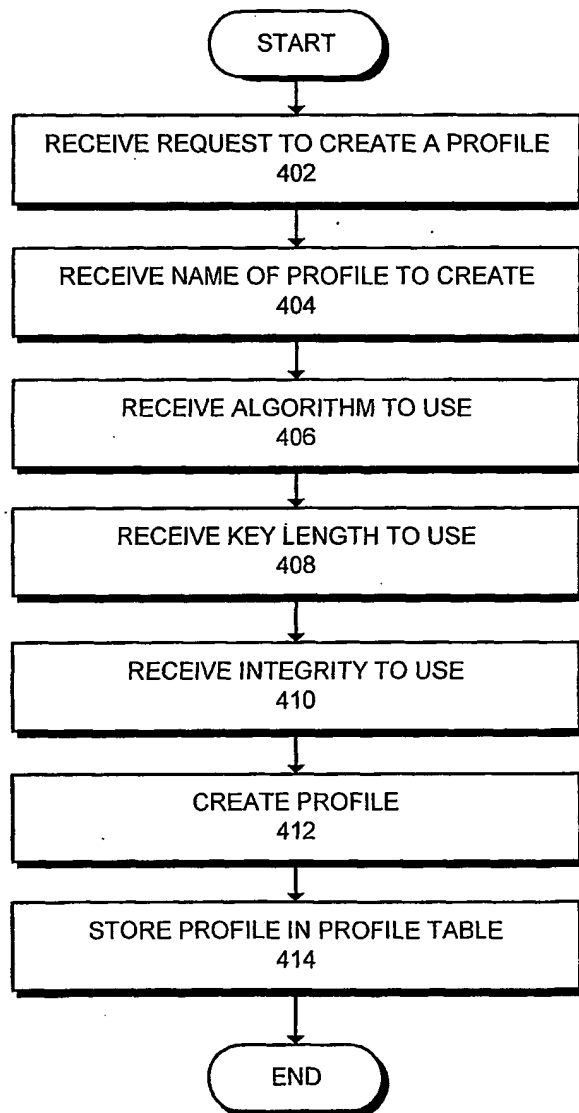 START
RECEIVE REQUEST TO CREATE A PROFILE
402
RECEIVE NAME OF PROFILE TO CREATE
404
RECEIVE ALGORITHM TO USE
406
RECEIVE KEY LENGTH TO USE
408
RECEIVE INTEGRITY TO USE
410
CREATE PROFILE
412
STORE PROFILE IN PROFILE TABLE
414
END